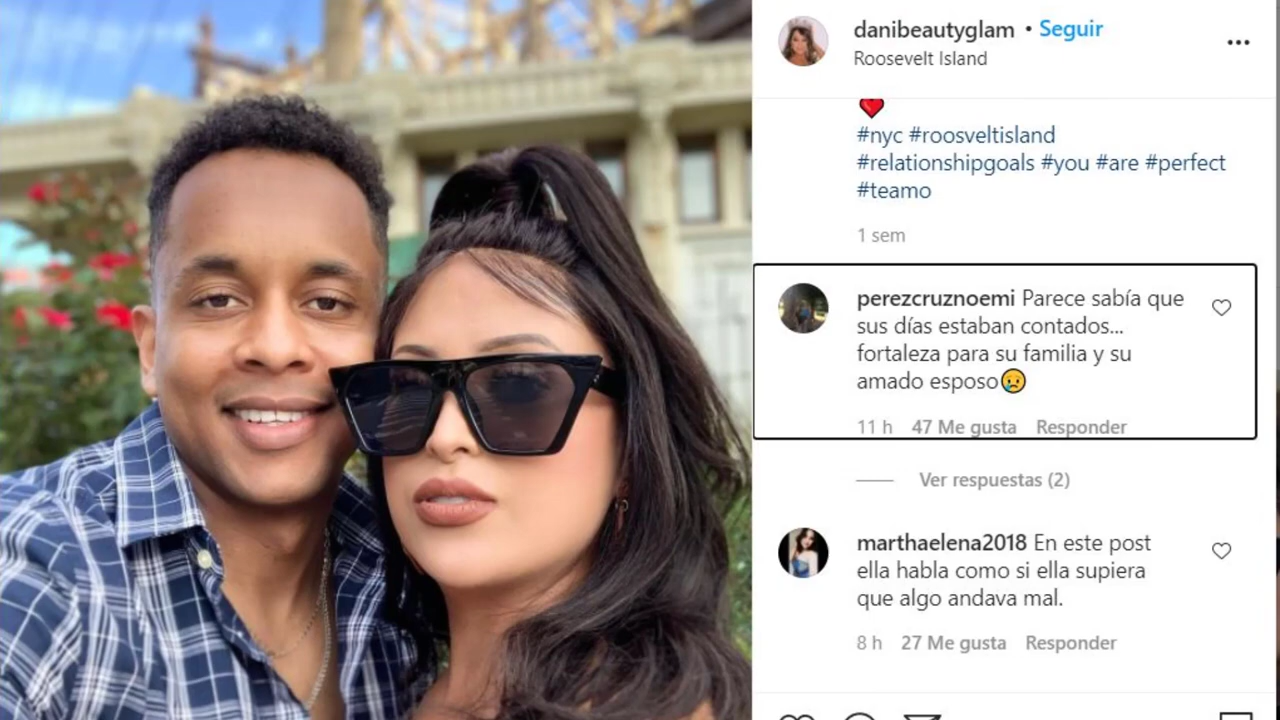 danibeautyglam • Seguir
Roosevelt Island
#nyc #roosveltisland
#relationshipgoals #you #are #perfect
#teamo
1 sem
perezcruznoemi Parece sabía que
sus días estaban contados...
fortaleza para su familia y su
amado esposo😢
11 h 47 Me gusta Responder
Ver respuestas (2)
marthaelena2018 En este post
ella habla como si ella supiera
que algo andava mal.
8 h 27 Me gusta Responder